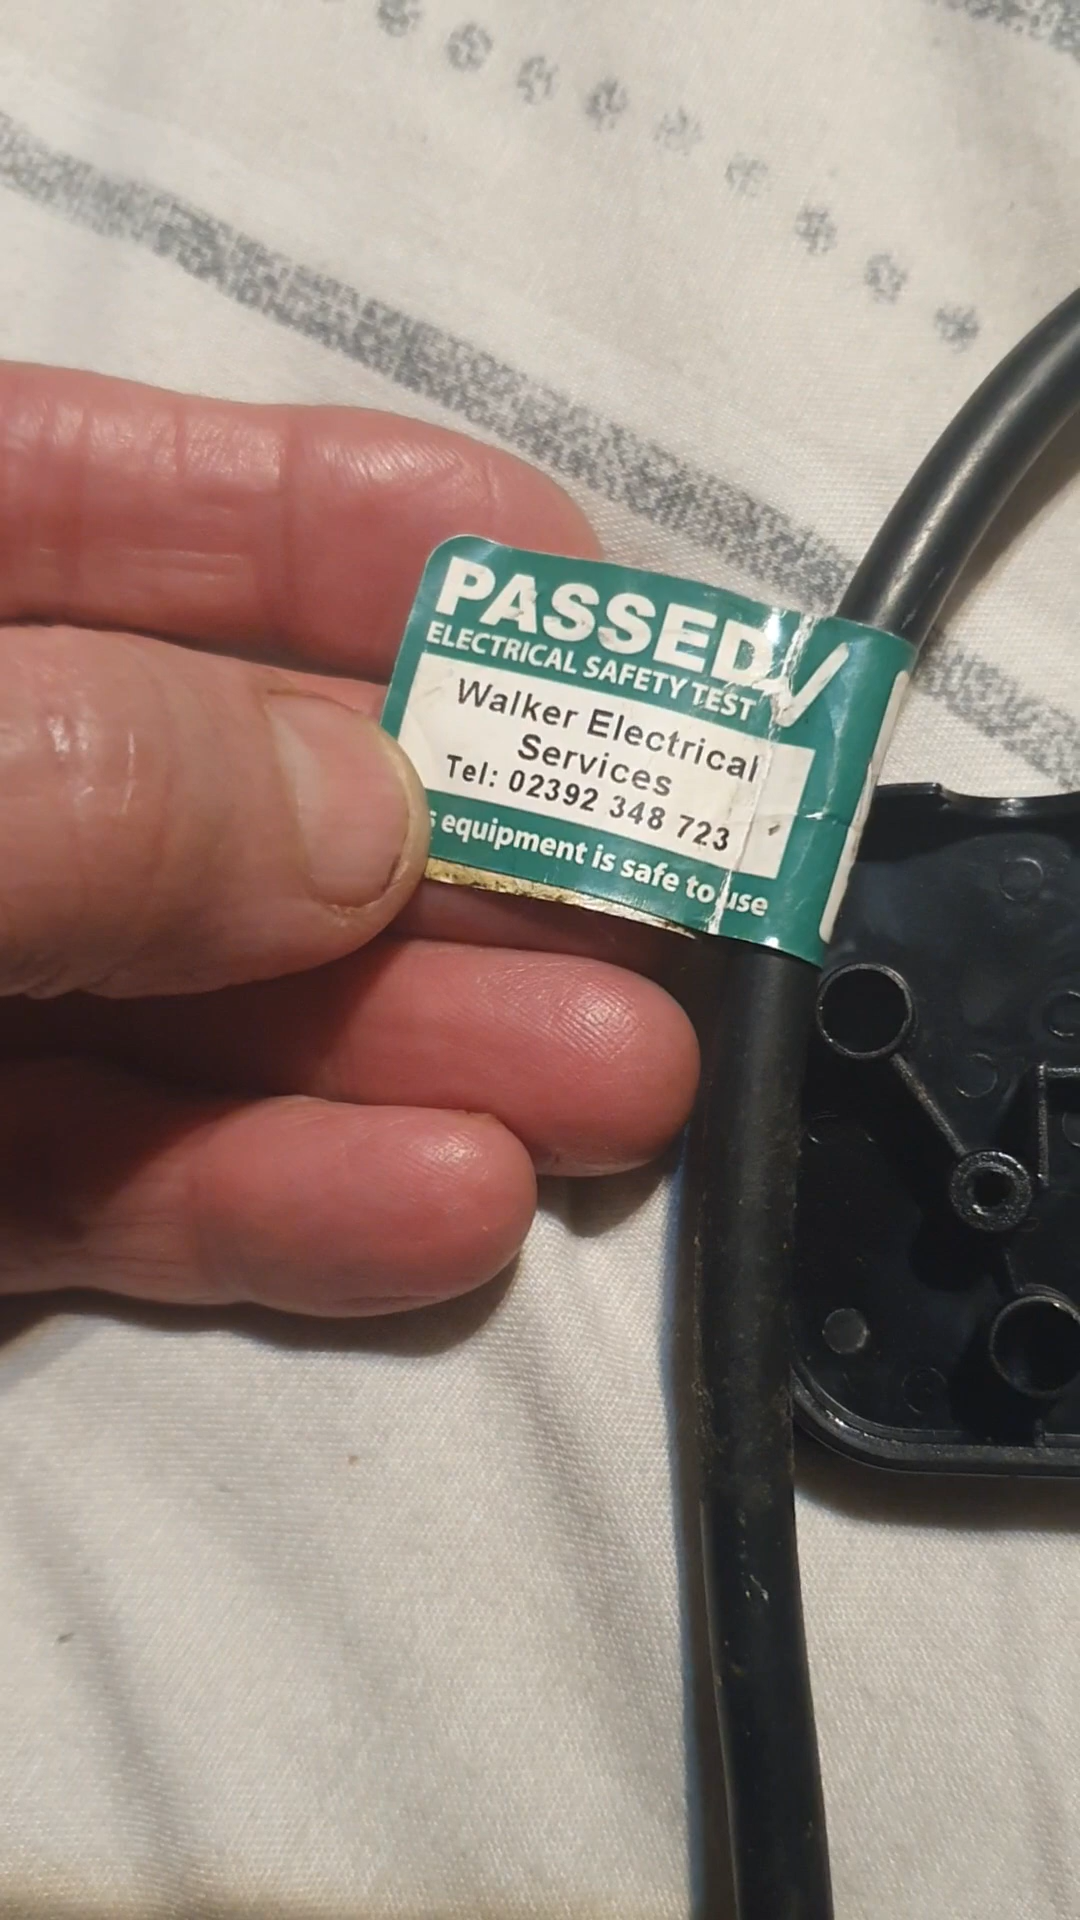 PASSED✓
ELECTRICAL SAFETY TEST
Walker Electrical
Services
Tel: 02392 348 723
equipment is safe to use